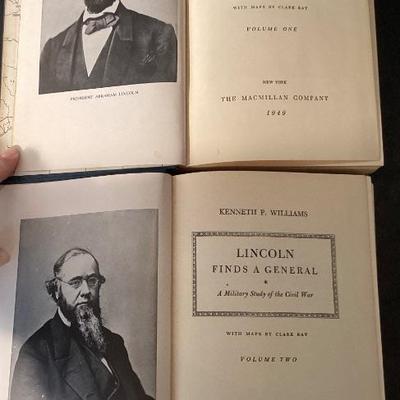 WITH MAPS BY CLARK RAY
VOLUME ONE
PRESIDENT ABRAHAM LINCOLN
NEW YORK
THE MACMILLAN COMPANY
1949
KENNETH P. WILLIAMS
LINCOLN
FINDS A GENERAL
A Military Study of the Civil War
WITH MAPS BY CLARK RAY
VOLUME TWO